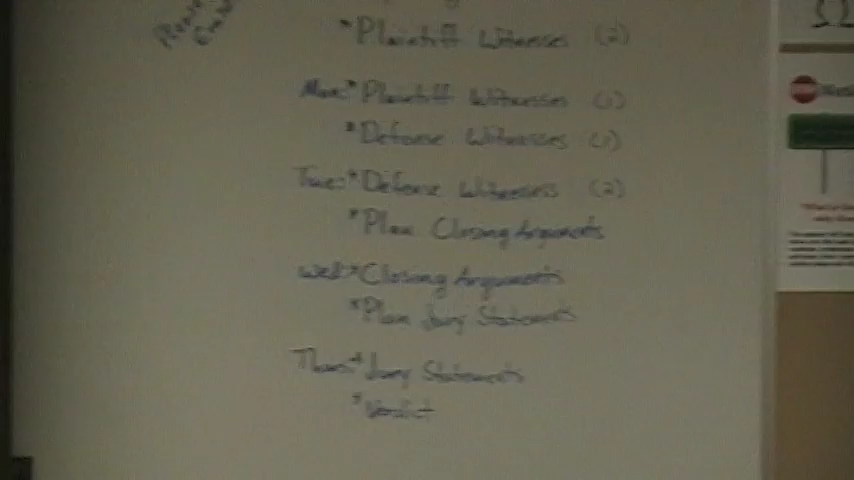 *Plaintiff Witnesses (2)
Mon: *Plaintiff Witnesses (1)
*Defense Witnesses (1)
Tues: *Defense Witnesses (2)
*Plan Closing Arguments
Wed: *Closing Arguments
*Plan Jury Statements
Thurs: *Jury Statements
*Verdict